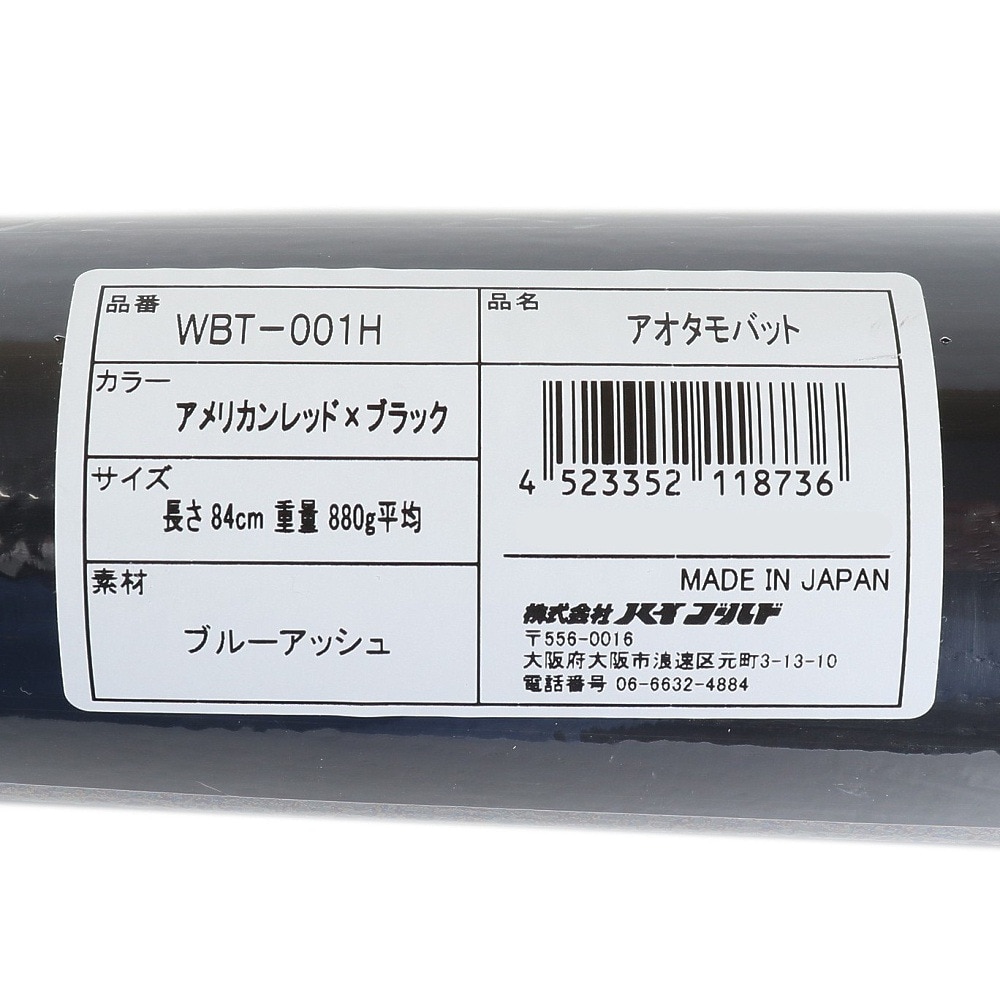 品番
WBT-001H
品名
アオタモバット
カラー
アメリカンレッド×ブラック
サイズ
長さ 84cm 重量 880g平均
素材
ブルーアッシュ
4 523352 118736
MADE IN JAPAN
株式会社 ハイゴールド
〒556-0016
大阪府大阪市浪速区元町3-13-10
電話番号 06-6632-4884